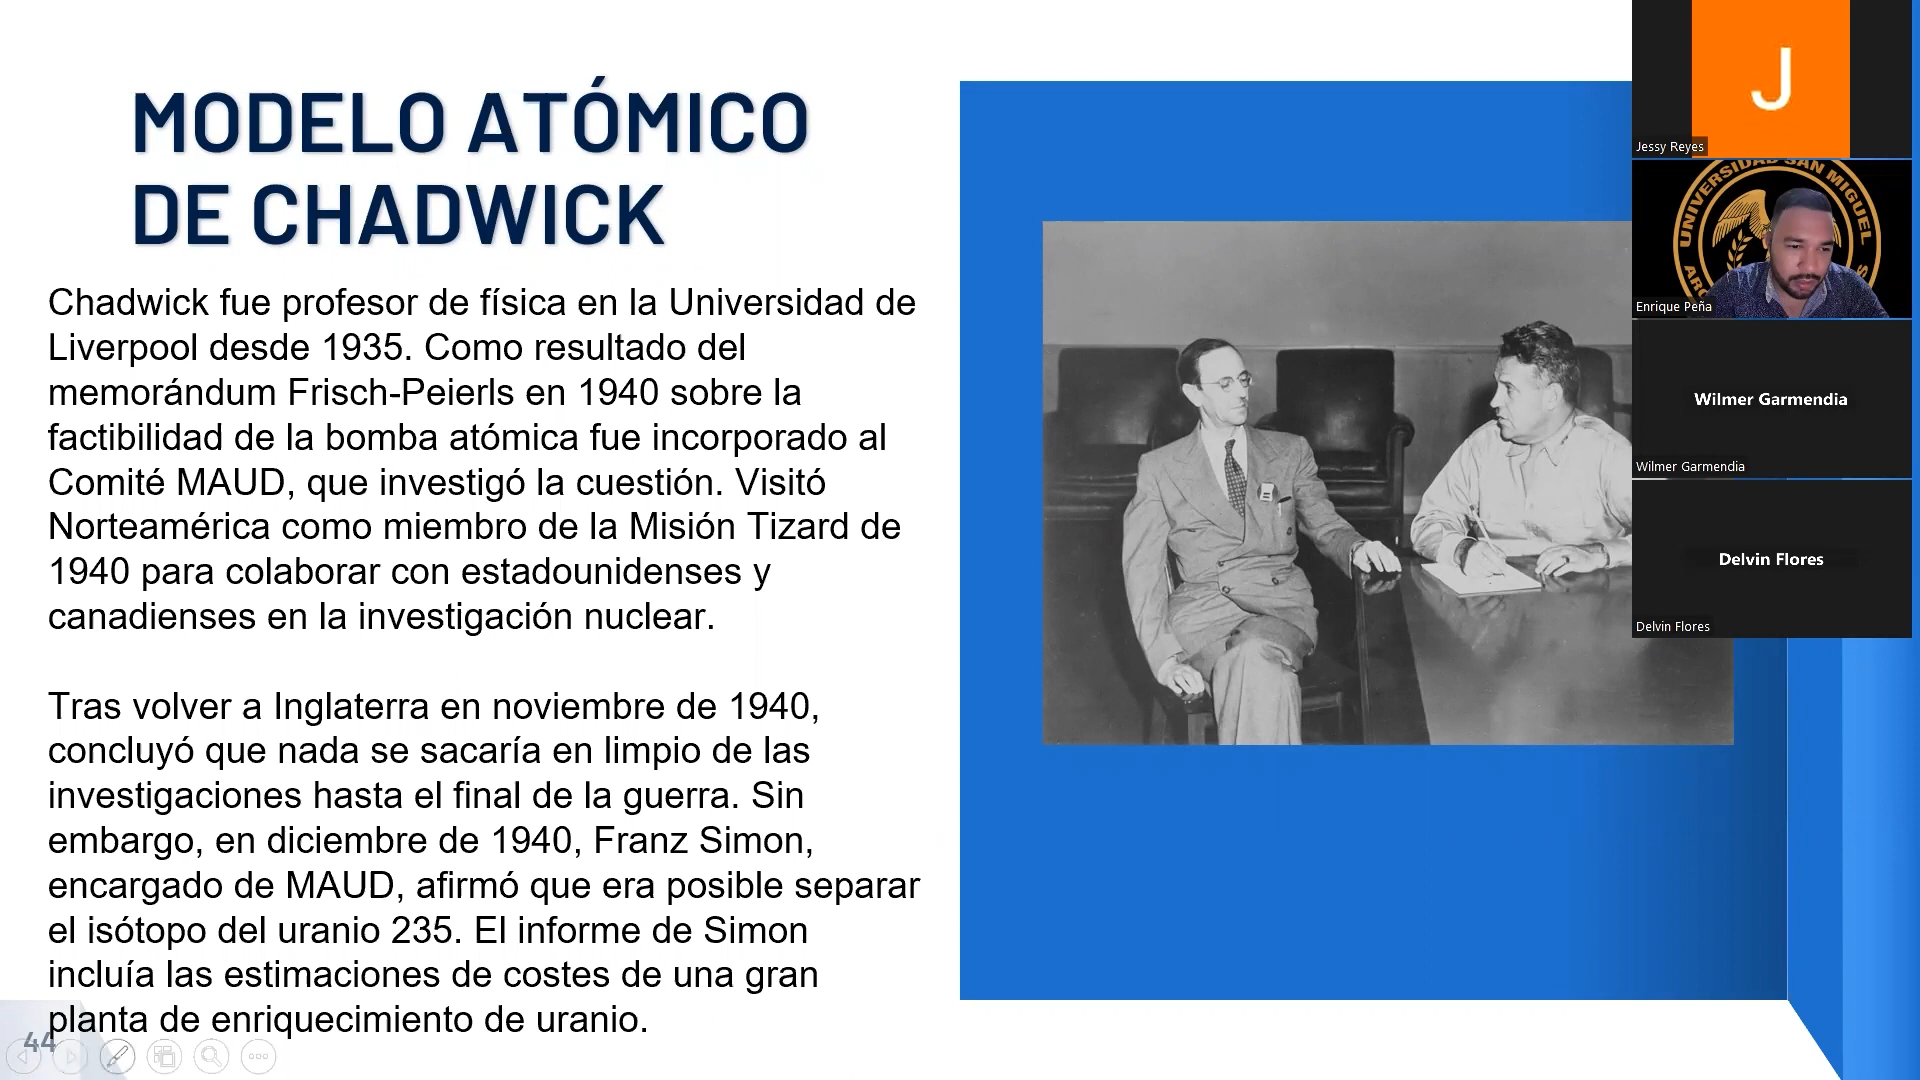 MODELO ATÓMICO
DE CHADWICK
Chadwick fue profesor de física en la Universidad de
Liverpool desde 1935. Como resultado del
memorándum Frisch-Peierls en 1940 sobre la
factibilidad de la bomba atómica fue incorporado al
Comité MAUD, que investigó la cuestión. Visitó
Norteamérica como miembro de la Misión Tizard de
1940 para colaborar con estadounidenses y
canadienses en la investigación nuclear.
Tras volver a Inglaterra en noviembre de 1940,
concluyó que nada se sacaría en limpio de las
investigaciones hasta el final de la guerra. Sin
embargo, en diciembre de 1940, Franz Simon,
encargado de MAUD, afirmó que era posible separar
el isótopo del uranio 235. El informe de Simon
incluía las estimaciones de costes de una gran
planta de enriquecimiento de uranio.
44
J
Jessy Reyes
UNIVERSIDAD SAN MIGUEL
Enrique Peña
Wilmer Garmendia
Wilmer Garmendia
Delvin Flores
Delvin Flores